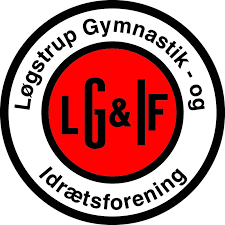 Løgstrup Gymnastik - og
LG&IF
Idrætsforening